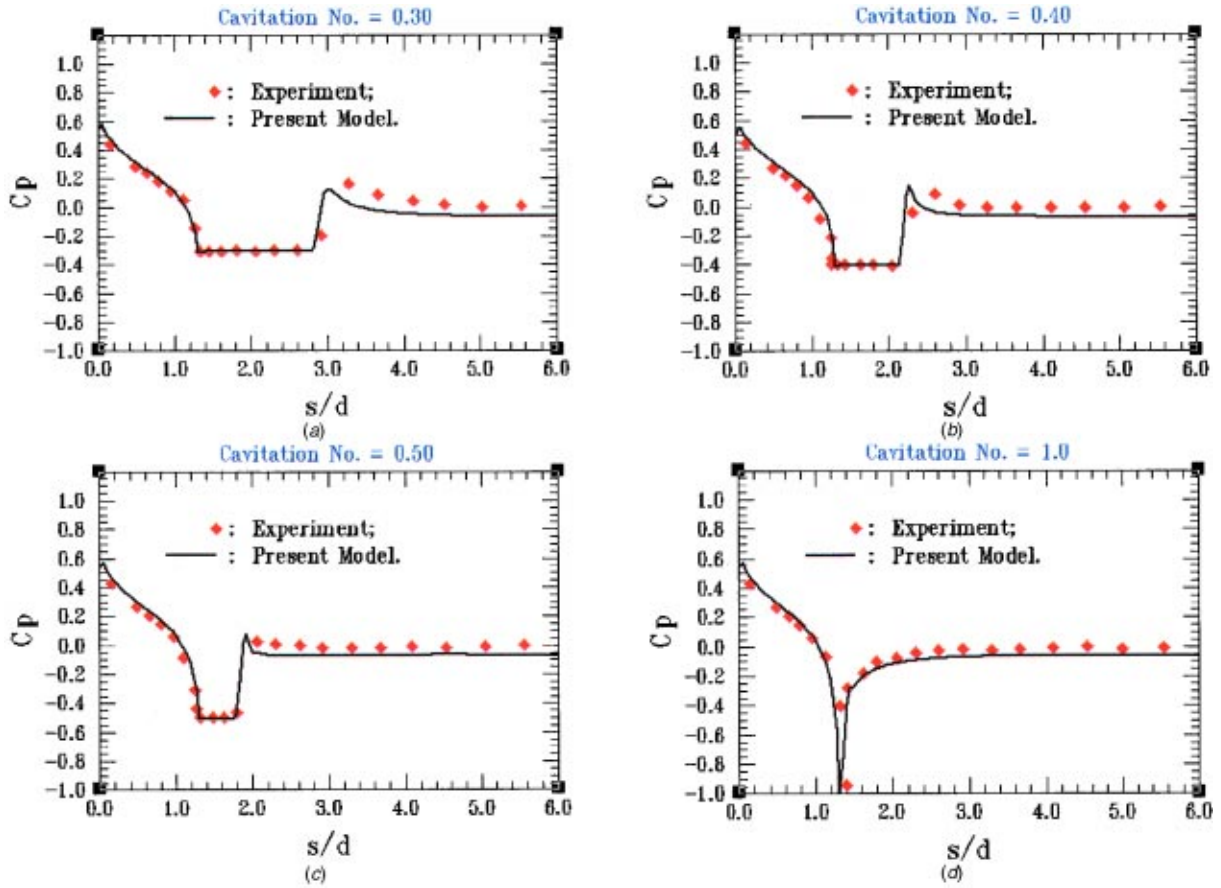 Cavitation No. = 0.30
1.0
0.8
0.6
0.4
0.2
0.0
−0.2
−0.4
−0.6
−0.8
−1.0
Cp
◆: Experiment;
— : Present Model.
0.0 1.0 2.0 3.0 4.0 5.0 6.0
s/d
(a)
Cavitation No. = 0.40
1.0
0.8
0.6
0.4
0.2
0.0
−0.2
−0.4
−0.6
−0.8
−1.0
Cp
◆: Experiment;
— : Present Model.
0.0 1.0 2.0 3.0 4.0 5.0 6.0
s/d
(b)
Cavitation No. = 0.50
1.0
0.8
0.6
0.4
0.2
0.0
−0.2
−0.4
−0.6
−0.8
−1.0
Cp
◆: Experiment;
— : Present Model.
0.0 1.0 2.0 3.0 4.0 5.0 6.0
s/d
(c)
Cavitation No. = 1.0
1.0
0.8
0.6
0.4
0.2
0.0
−0.2
−0.4
−0.6
−0.8
−1.0
Cp
◆: Experiment;
— : Present Model.
0.0 1.0 2.0 3.0 4.0 5.0 6.0
s/d
(d)